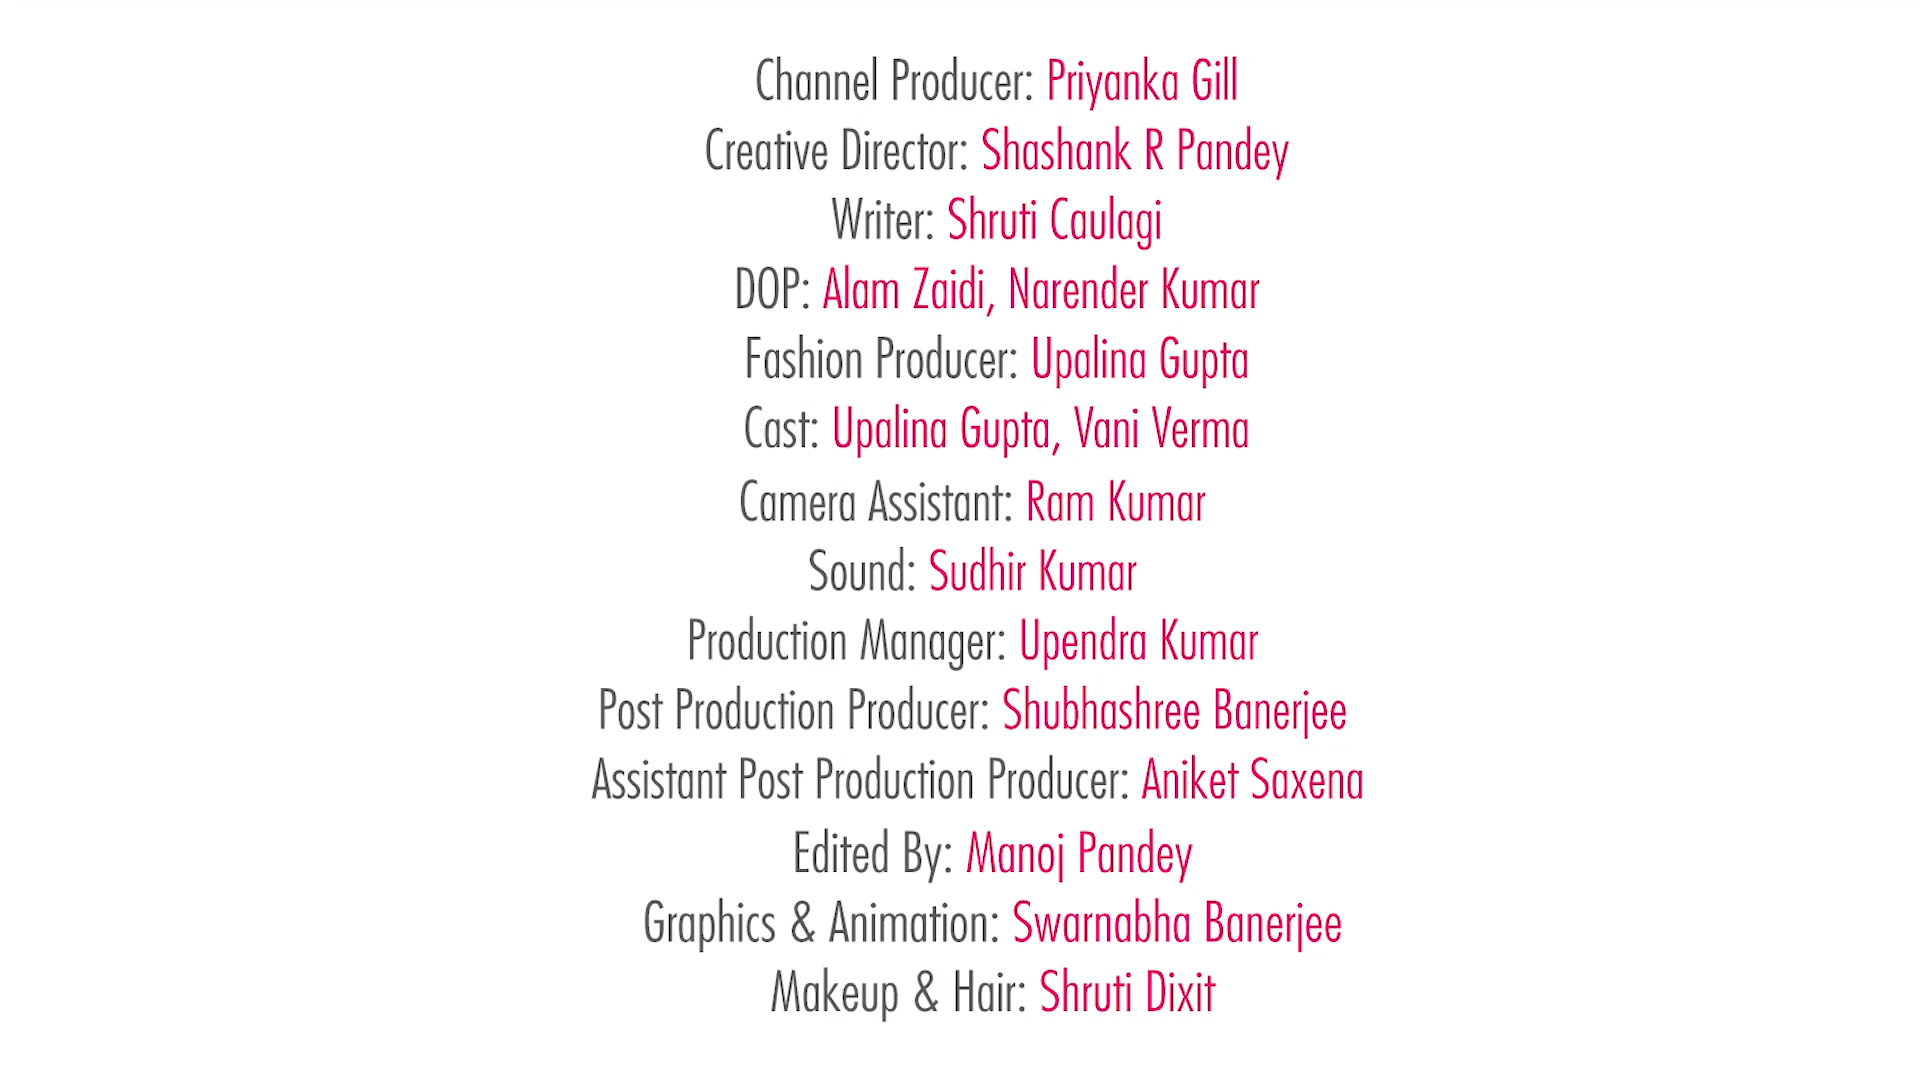 Channel Producer: Priyanka Gill
Creative Director: Shashank R Pandey
Writer: Shruti Caulagi
DOP: Alam Zaidi, Narender Kumar
Fashion Producer: Upalina Gupta
Cast: Upalina Gupta, Vani Verma
Camera Assistant: Ram Kumar
Sound: Sudhir Kumar
Production Manager: Upendra Kumar
Post Production Producer: Shubhashree Banerjee
Assistant Post Production Producer: Aniket Saxena
Edited By: Manoj Pandey
Graphics & Animation: Swarnabha Banerjee
Makeup & Hair: Shruti Dixit